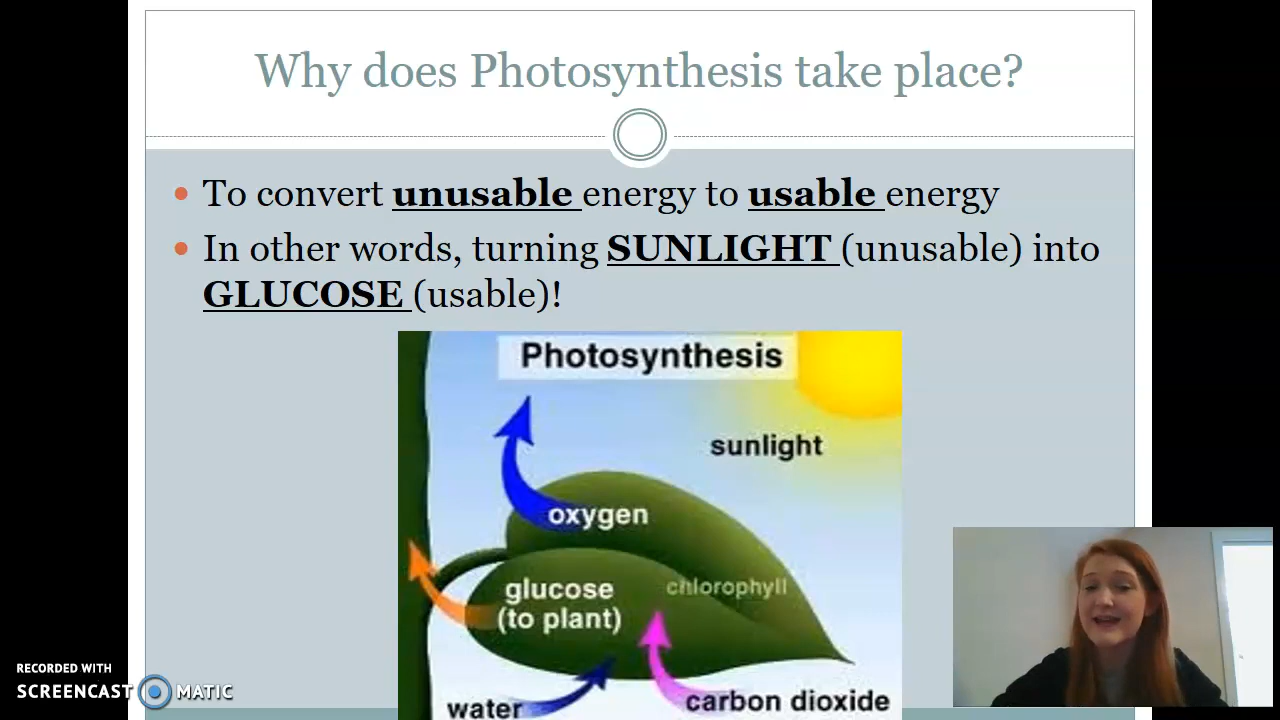 Why does Photosynthesis take place?
To convert unusable energy to usable energy
In other words, turning SUNLIGHT (unusable) into
GLUCOSE (usable)!
Photosynthesis
sunlight
oxygen
glucose
(to plant)
chlorophyll
water
carbon dioxide
RECORDED WITH
SCREENCAST MATIC